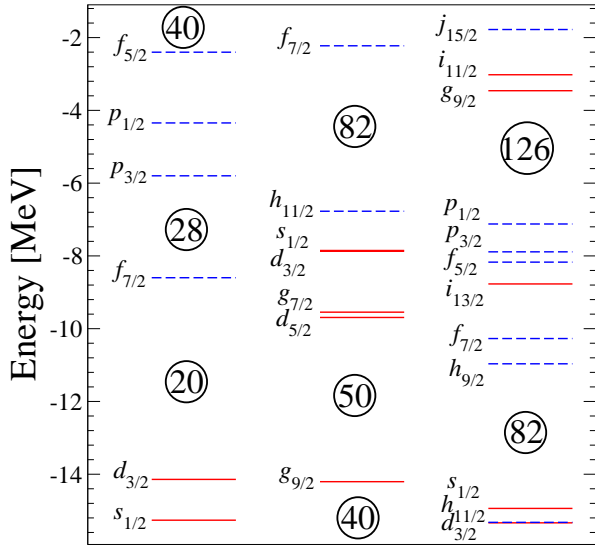 Energy [MeV]
-2
-4
-6
-8
-10
-12
-14
40
f5/2
p1/2
p3/2
28
f7/2
20
d3/2
s1/2
f7/2
82
h11/2
s1/2
d3/2
g7/2
d5/2
50
g9/2
40
j15/2
i11/2
g9/2
126
p1/2
p3/2
f5/2
i13/2
f7/2
h9/2
82
s1/2
h11/2
d3/2